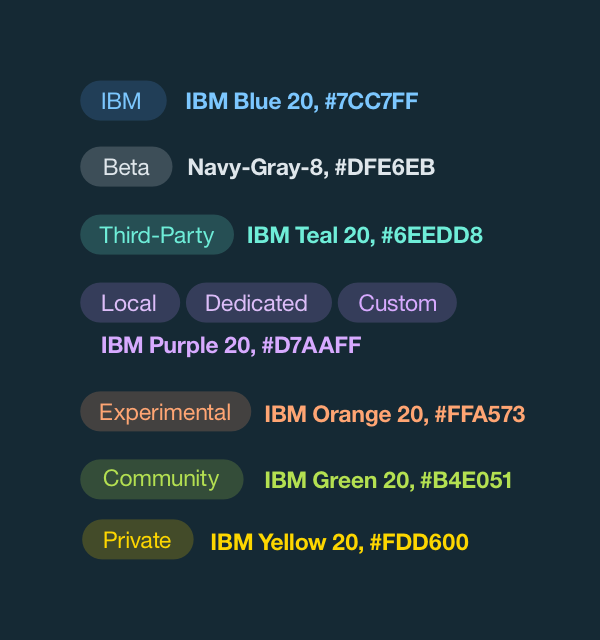 IBM IBM Blue 20, #7CC7FF
Beta Navy-Gray-8, #DFE6EB
Third-Party IBM Teal 20, #6EEDD8
Local Dedicated Custom
IBM Purple 20, #D7AAFF
Experimental IBM Orange 20, #FFA573
Community IBM Green 20, #B4E051
Private IBM Yellow 20, #FDD600